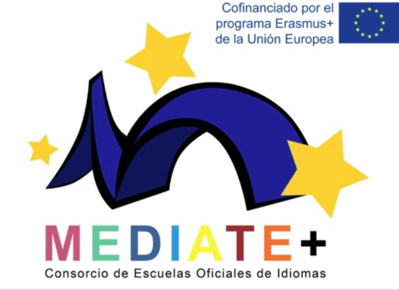 Cofinanciado por el
programa Erasmus+
de la Unión Europea
MEDIATE+
Consorcio de Escuelas Oficiales de Idiomas